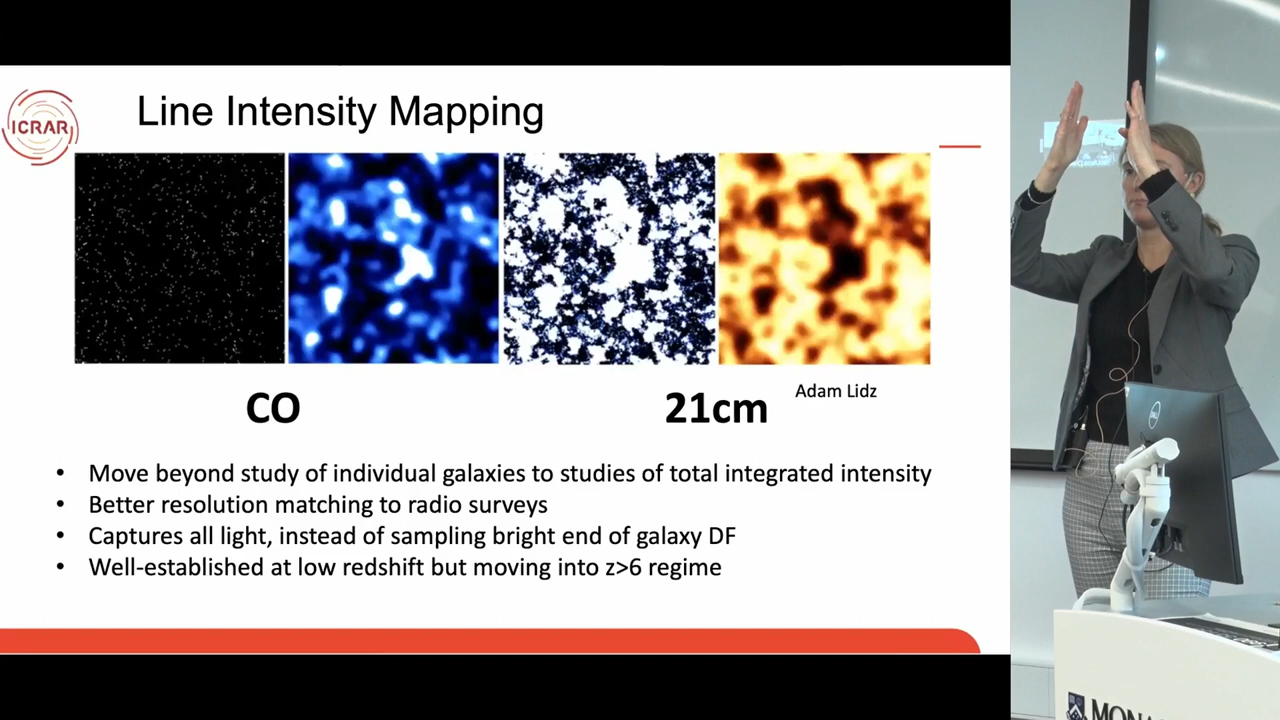 Line Intensity Mapping
ICRAR
CO
21cm
Adam Lidz
• Move beyond study of individual galaxies to studies of total integrated intensity
• Better resolution matching to radio surveys
• Captures all light, instead of sampling bright end of galaxy DF
• Well-established at low redshift but moving into z>6 regime
DELL
MONA